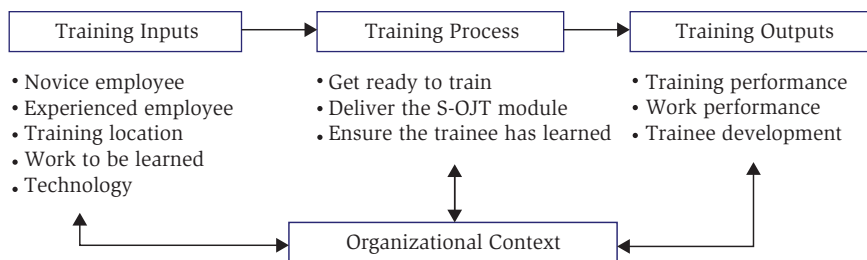 Training Inputs
Training Process
Training Outputs
• Novice employee
• Experienced employee
• Training location
• Work to be learned
• Technology
• Get ready to train
• Deliver the S-OJT module
• Ensure the trainee has learned
• Training performance
• Work performance
• Trainee development
Organizational Context